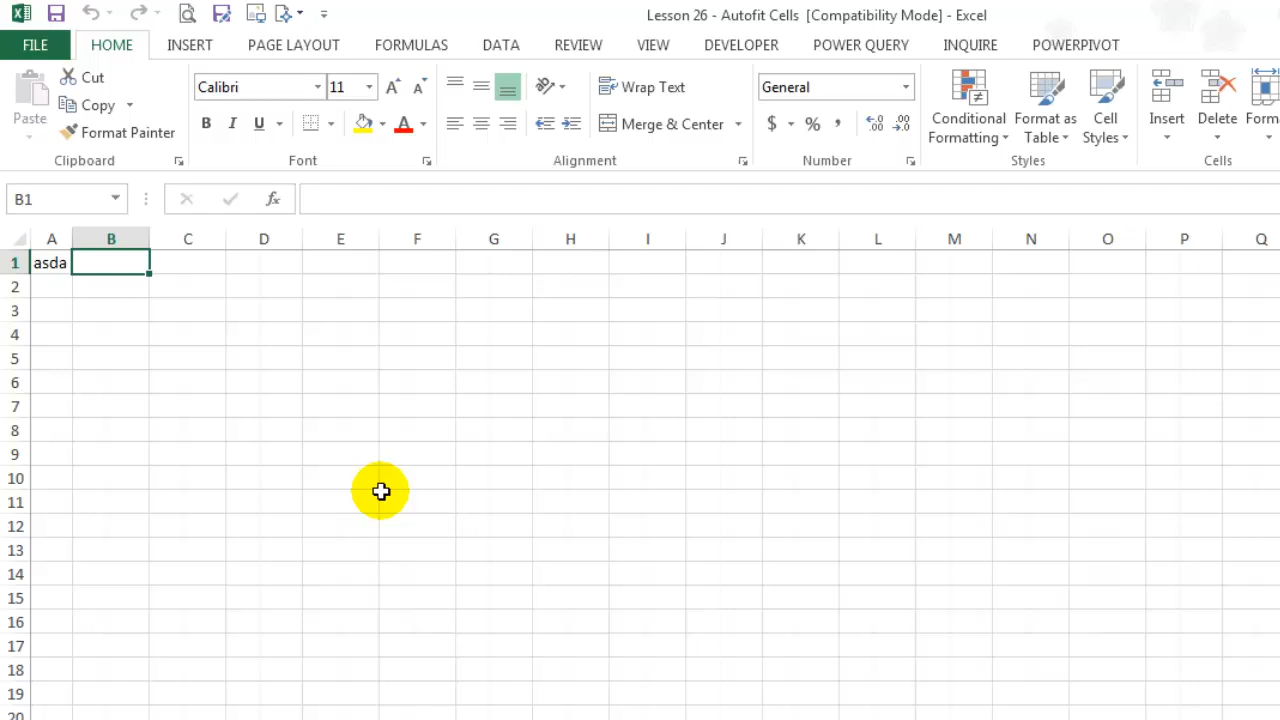 Lesson 26 - Autofit Cells [Compatibility Mode] - Excel
FILE HOME INSERT PAGE LAYOUT FORMULAS DATA REVIEW VIEW DEVELOPER POWER QUERY INQUIRE POWERPIVOT
Paste
Cut
Copy
Format Painter
Clipboard
Calibri 11
B I U A
Font
Wrap Text
Merge & Center
Alignment
General
$ % ,
Number
Conditional Formatting
Format as Table
Cell Styles
Styles
Insert Delete Form
Cells
B1 fx
A B C D E F G H I J K L M N O P Q
1 asda
2
3
4
5
6
7
8
9
10
11
12
13
14
15
16
17
18
19
20